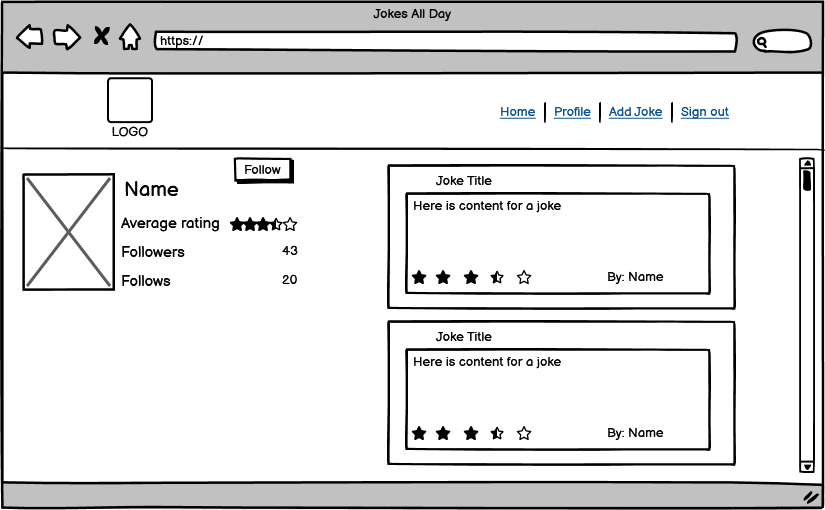 Jokes All Day
https://
LOGO
Home
Profile
Add Joke
Sign out
Follow
Name
Average rating
Followers 43
Follows 20
Joke Title
Here is content for a joke
By: Name
Joke Title
Here is content for a joke
By: Name